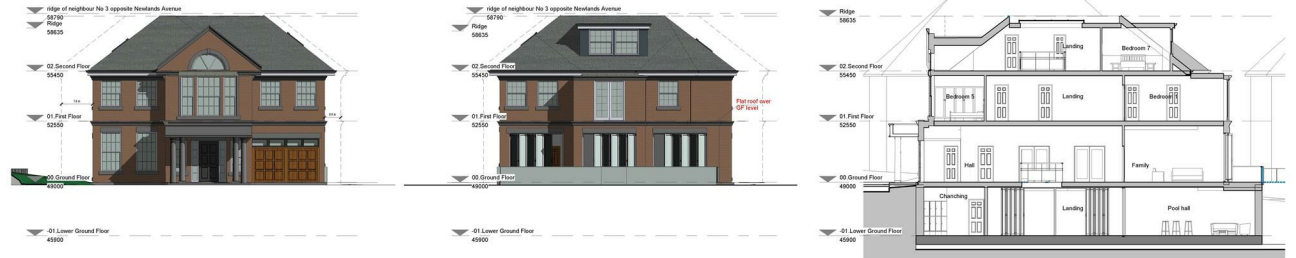 ridge of neighbour No 3 opposite Newlands Avenue
58790
Ridge
58635
02.Second Floor
55450
01.First Floor
52550
00.Ground Floor
49000
-01.Lower Ground Floor
45900
ridge of neighbour No 3 opposite Newlands Avenue
58790
Ridge
58635
02.Second Floor
55450
Flat roof over
GF level
01.First Floor
52550
00.Ground Floor
49000
-01.Lower Ground Floor
45900
Ridge
58635
Landing
Bedroom 7
02.Second Floor
55450
Bedroom 5
Landing
01.First Floor
52550
Hall
Family
00.Ground Floor
49000
Chanching
Landing
Pool hall
-01.Lower Ground Floor
45900